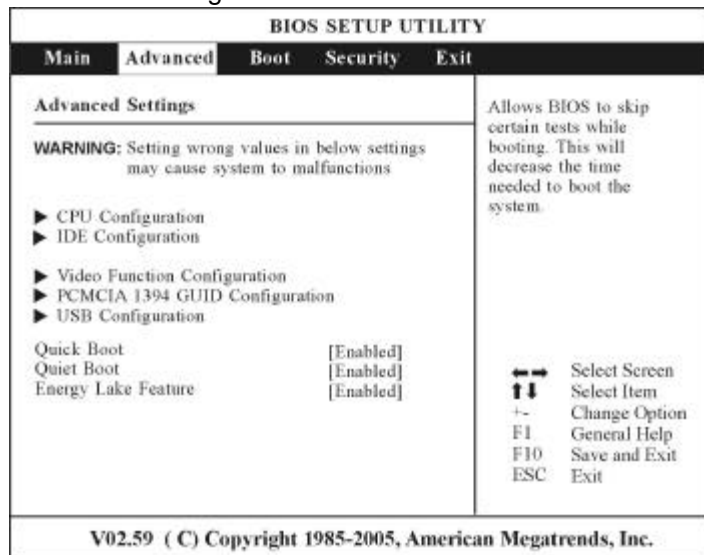 BIOS SETUP UTILITY
Main Advanced Boot Security Exit
Advanced Settings
WARNING: Setting wrong values in below settings
may cause system to malfunctions
▶ CPU Configuration
▶ IDE Configuration
▶ Video Function Configuration
▶ PCMCIA 1394 GUID Configuration
▶ USB Configuration
Quick Boot [Enabled]
Quiet Boot [Enabled]
Energy Lake Feature [Enabled]
Allows BIOS to skip
certain tests while
booting. This will
decrease the time
needed to boot the
system.
←→ Select Screen
↑↓ Select Item
+- Change Option
F1 General Help
F10 Save and Exit
ESC Exit
V02.59 ( C) Copyright 1985-2005, American Megatrends, Inc.